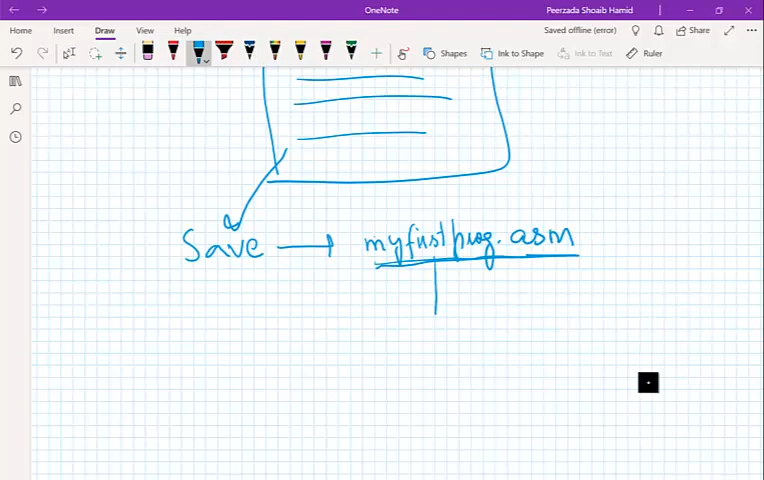 OneNote
Peerzada Shoaib Hamid
Home Insert Draw View Help
Saved offline (error) Share
Shapes Ink to Shape Ink to Text Ruler
Save → myfirstprog.asm